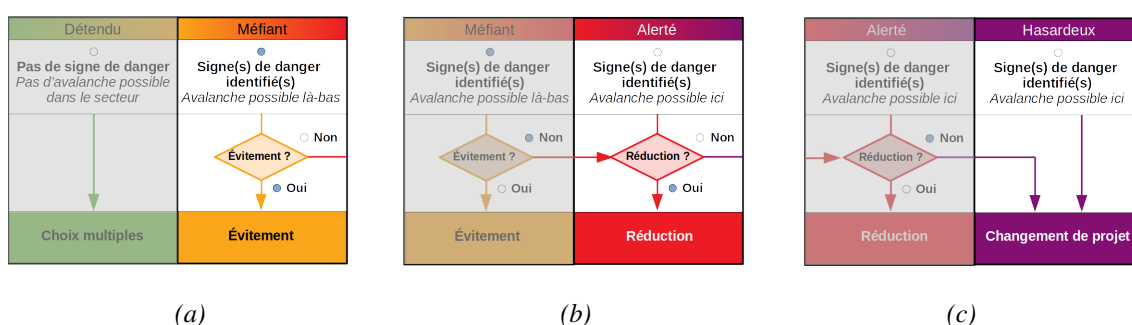 Détendu
Méfiant
Pas de signe de danger
Pas d'avalanche possible
dans le secteur
Signe(s) de danger
identifié(s)
Avalanche possible là-bas
Évitement ?
Non
Oui
Choix multiples
Évitement
(a)
Méfiant
Alerté
Signe(s) de danger
identifié(s)
Avalanche possible là-bas
Signe(s) de danger
identifié(s)
Avalanche possible ici
Évitement ?
Non
Oui
Réduction ?
Non
Oui
Évitement
Réduction
(b)
Alerté
Hasardeux
Signe(s) de danger
identifié(s)
Avalanche possible ici
Signe(s) de danger
identifié(s)
Avalanche possible ici
Réduction ?
Non
Oui
Réduction
Changement de projet
(c)